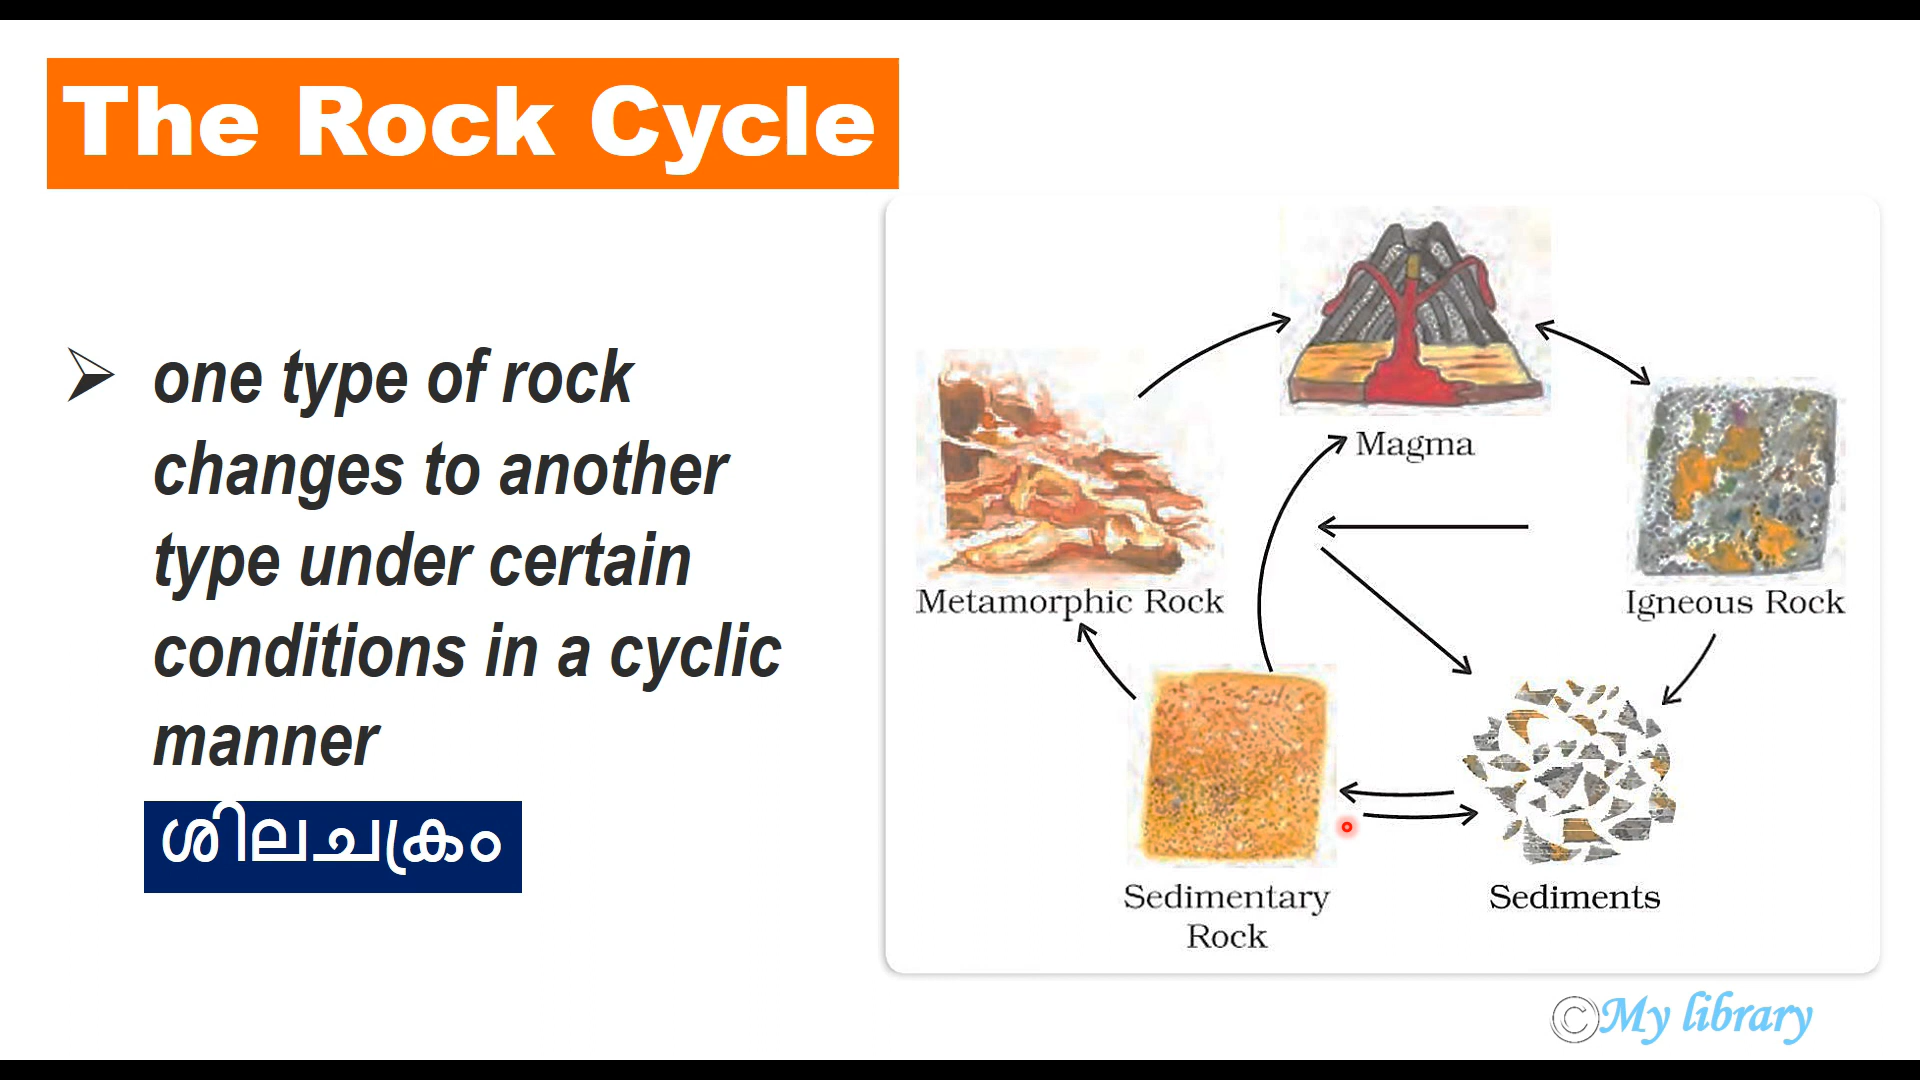 The Rock Cycle
one type of rock
changes to another
type under certain
conditions in a cyclic
manner
ശിലചക്രം
Magma
Metamorphic Rock
Igneous Rock
Sedimentary
Rock
Sediments
©My library